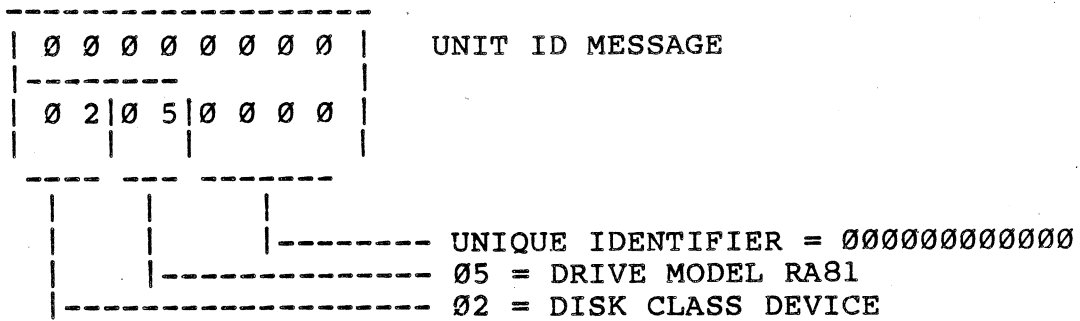 Ø Ø Ø Ø Ø Ø Ø Ø UNIT ID MESSAGE
Ø 2|Ø 5|Ø Ø Ø Ø
UNIQUE IDENTIFIER = ØØØØØØØØØØØØ
Ø5 = DRIVE MODEL RA81
Ø2 = DISK CLASS DEVICE